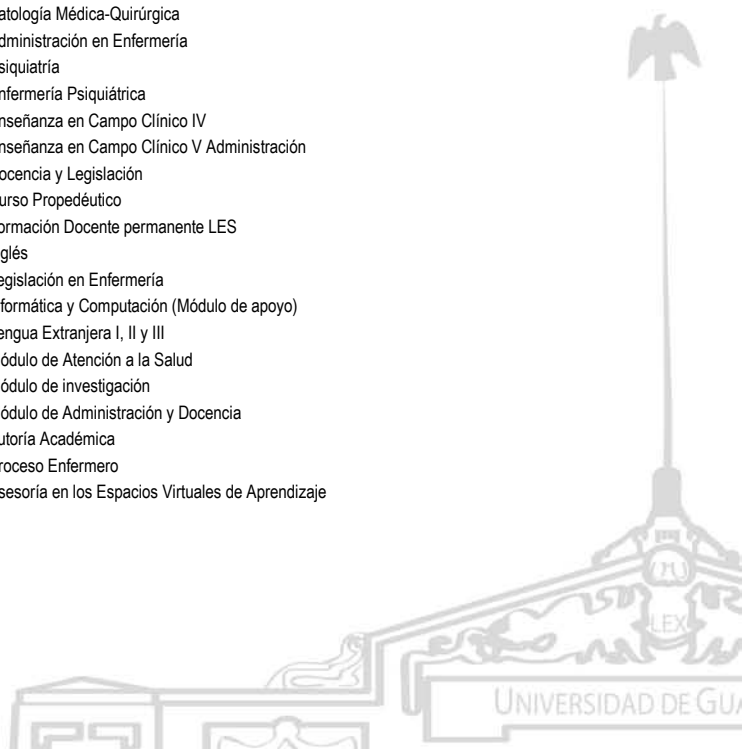 atología Médica-Quirúrgica
dministración en Enfermería
siquiatría
nfermería Psiquiátrica
nseñanza en Campo Clínico IV
nseñanza en Campo Clínico V Administración
ocencia y Legislación
urso Propedéutico
ormación Docente permanente LES
glés
egislación en Enfermería
formática y Computación (Módulo de apoyo)
engua Extranjera I, II y III
ódulo de Atención a la Salud
ódulo de investigación
ódulo de Administración y Docencia
utoría Académica
roceso Enfermero
sesoría en los Espacios Virtuales de Aprendizaje
LEX
UNIVERSIDAD DE GUA